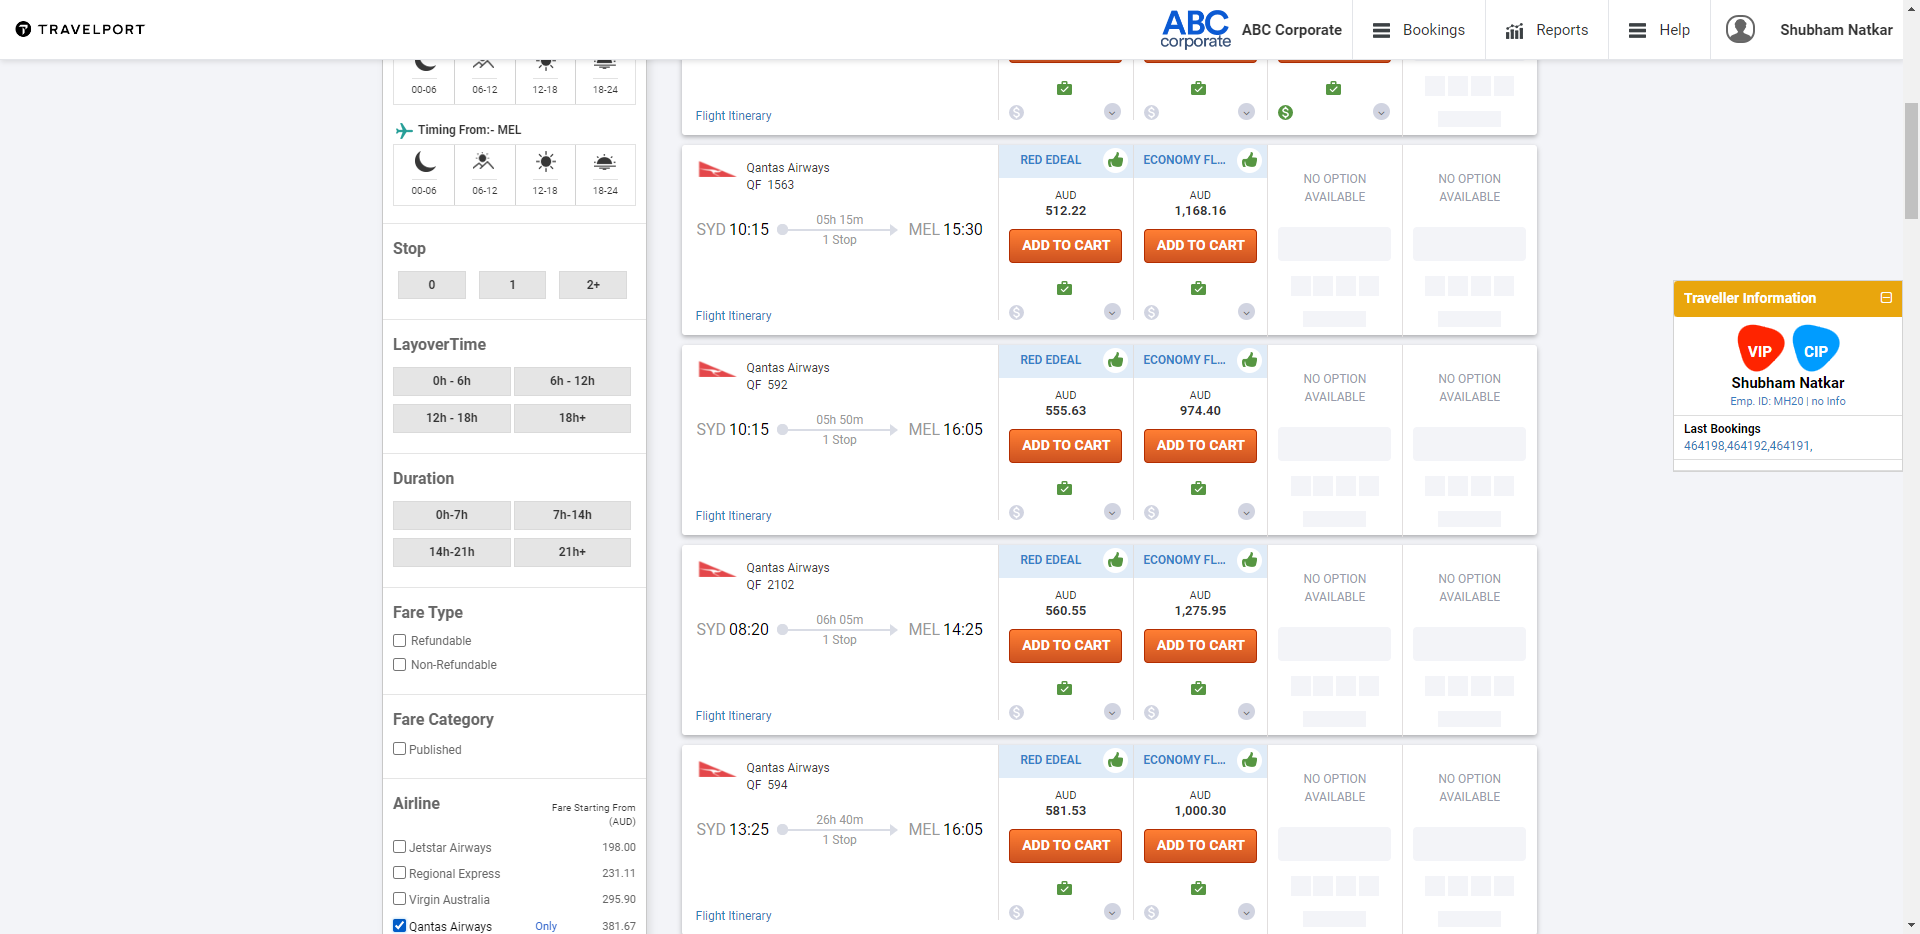 TRAVELPORT
ABC
corporate
ABC Corporate
Bookings
Reports
Help
Shubham Natkar
00-06
06-12
12-18
18-24
Timing From:- MEL
00-06
06-12
12-18
18-24
Stop
0
1
2+
LayoverTime
0h - 6h
6h - 12h
12h - 18h
18h+
Duration
0h-7h
7h-14h
14h-21h
21h+
Fare Type
Refundable
Non-Refundable
Fare Category
Published
Airline
Fare Starting From
(AUD)
Jetstar Airways 198.00
Regional Express 231.11
Virgin Australia 295.90
Qantas Airways Only 381.67
Flight Itinerary
Qantas Airways
QF 1563
SYD 10:15
05h 15m
1 Stop
MEL 15:30
Flight Itinerary
RED EDEAL
AUD
512.22
ADD TO CART
ECONOMY FL...
AUD
1,168.16
ADD TO CART
NO OPTION
AVAILABLE
NO OPTION
AVAILABLE
Qantas Airways
QF 592
SYD 10:15
05h 50m
1 Stop
MEL 16:05
Flight Itinerary
RED EDEAL
AUD
555.63
ADD TO CART
ECONOMY FL...
AUD
974.40
ADD TO CART
NO OPTION
AVAILABLE
NO OPTION
AVAILABLE
Qantas Airways
QF 2102
SYD 08:20
06h 05m
1 Stop
MEL 14:25
Flight Itinerary
RED EDEAL
AUD
560.55
ADD TO CART
ECONOMY FL...
AUD
1,275.95
ADD TO CART
NO OPTION
AVAILABLE
NO OPTION
AVAILABLE
Qantas Airways
QF 594
SYD 13:25
26h 40m
1 Stop
MEL 16:05
Flight Itinerary
RED EDEAL
AUD
581.53
ADD TO CART
ECONOMY FL...
AUD
1,000.30
ADD TO CART
NO OPTION
AVAILABLE
NO OPTION
AVAILABLE
Traveller Information
VIP
CIP
Shubham Natkar
Emp. ID: MH20 | no Info
Last Bookings
464198,464192,464191,